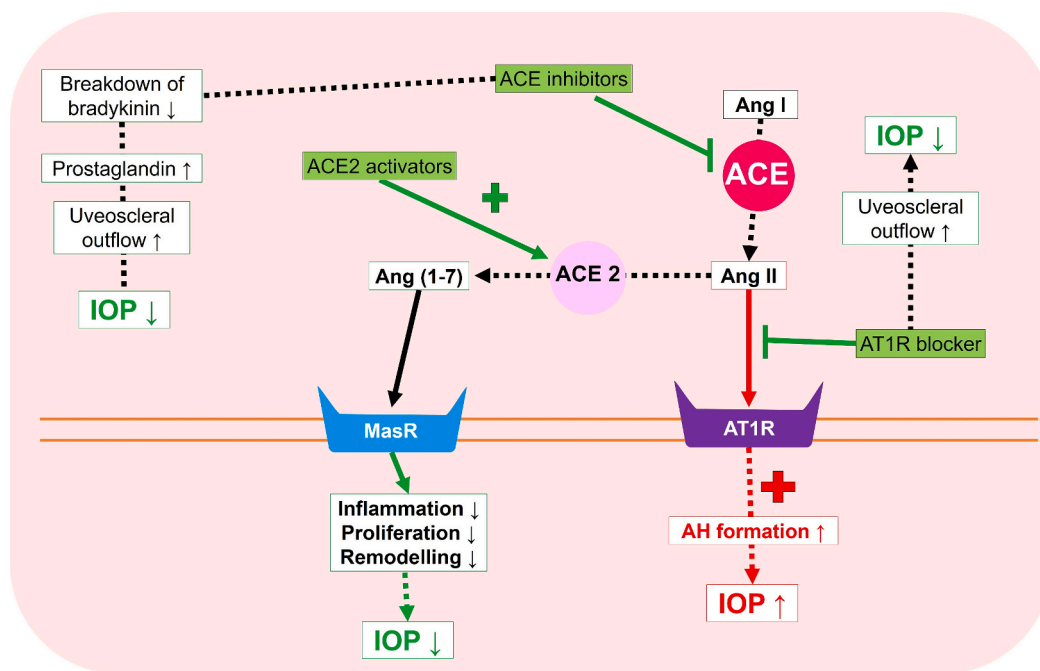 Breakdown of
bradykinin ↓
Prostaglandin ↑
Uveoscleral
outflow ↑
IOP ↓
ACE inhibitors
ACE2 activators
Ang I
ACE
IOP ↓
Uveoscleral
outflow ↑
Ang (1-7)
ACE 2
Ang II
AT1R blocker
MasR
AT1R
Inflammation ↓
Proliferation ↓
Remodelling ↓
IOP ↓
AH formation ↑
IOP ↑